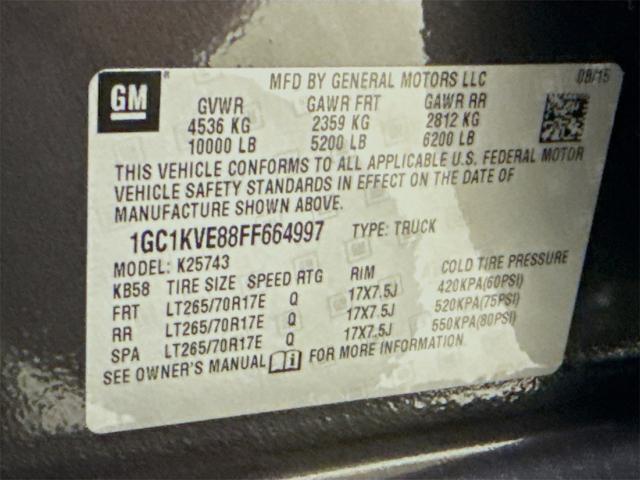 GM
MFD BY GENERAL MOTORS LLC 08/15
GVWR GAWR FRT GAWR RR
4536 KG 2359 KG 2812 KG
10000 LB 5200 LB 6200 LB
THIS VEHICLE CONFORMS TO ALL APPLICABLE U.S. FEDERAL MOTOR
VEHICLE SAFETY STANDARDS IN EFFECT ON THE DATE OF
MANUFACTURE SHOWN ABOVE.
1GC1KVE88FF664997 TYPE: TRUCK
MODEL: K25743
KB58 TIRE SIZE SPEED RTG RIM COLD TIRE PRESSURE
FRT LT265/70R17E Q 17X7.5J 420KPA(60PSI)
RR LT265/70R17E Q 17X7.5J 520KPA(75PSI)
SPA LT265/70R17E Q 17X7.5J 550KPA(80PSI)
SEE OWNER'S MANUAL FOR MORE INFORMATION